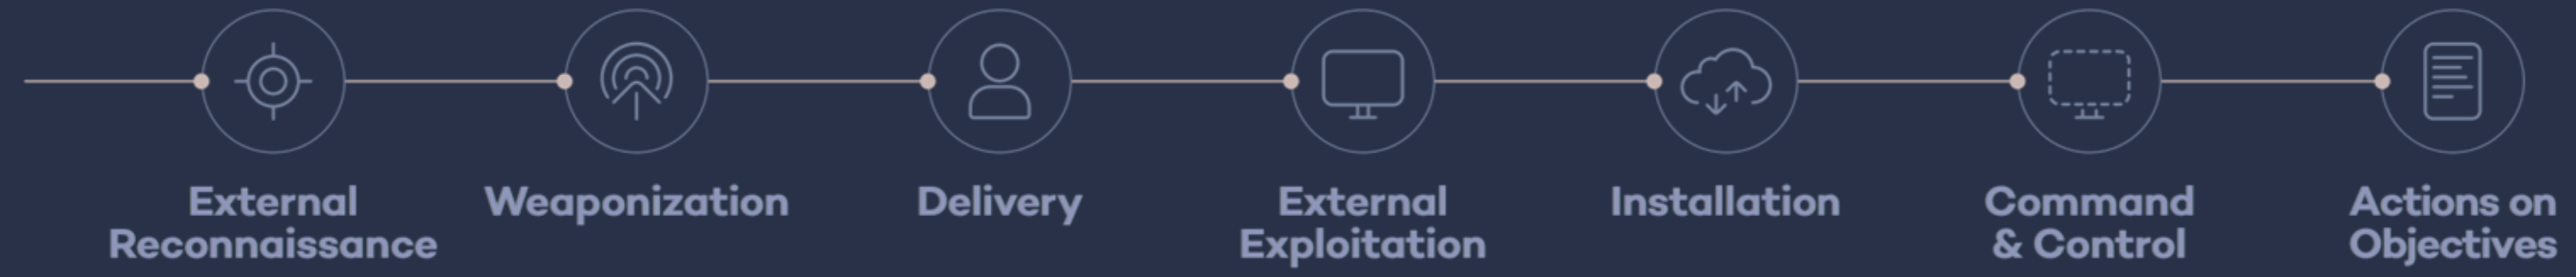 External
Reconnaissance
Weaponization
Delivery
External
Exploitation
Installation
Command
& Control
Actions on
Objectives